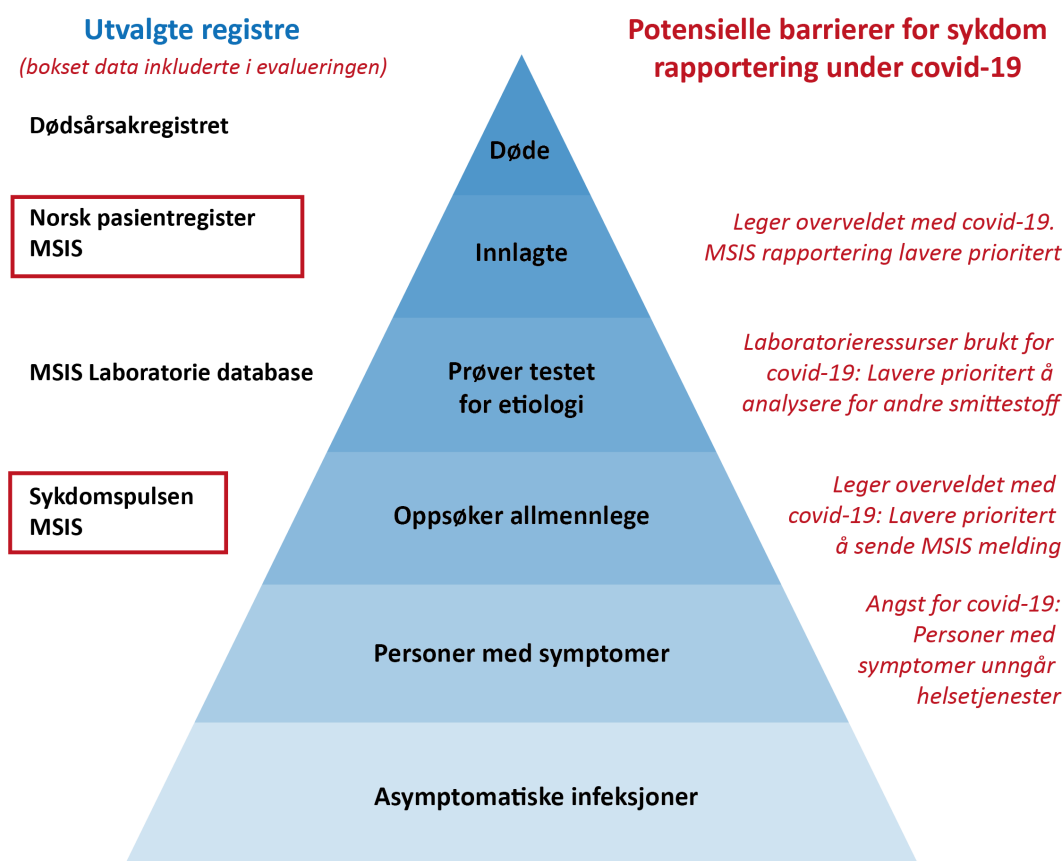 Utvalgte registre
(bokset data inkluderte i evalueringen)
Potensielle barrierer for sykdom
rapportering under covid-19
Dødsårsakregistret
Døde
Norsk pasientregister
MSIS
Innlagte
Leger overveldet med covid-19.
MSIS rapportering lavere prioritert
MSIS Laboratorie database
Prøver testet
for etiologi
Laboratorieressurser brukt for
covid-19: Lavere prioritert å
analysere for andre smittestoff
Sykdomspulsen
MSIS
Oppsøker allmennlege
Leger overveldet med
covid-19: Lavere prioritert
å sende MSIS melding
Personer med symptomer
Angst for covid-19:
Personer med
symptomer unngår
helsetjenester
Asymptomatiske infeksjoner